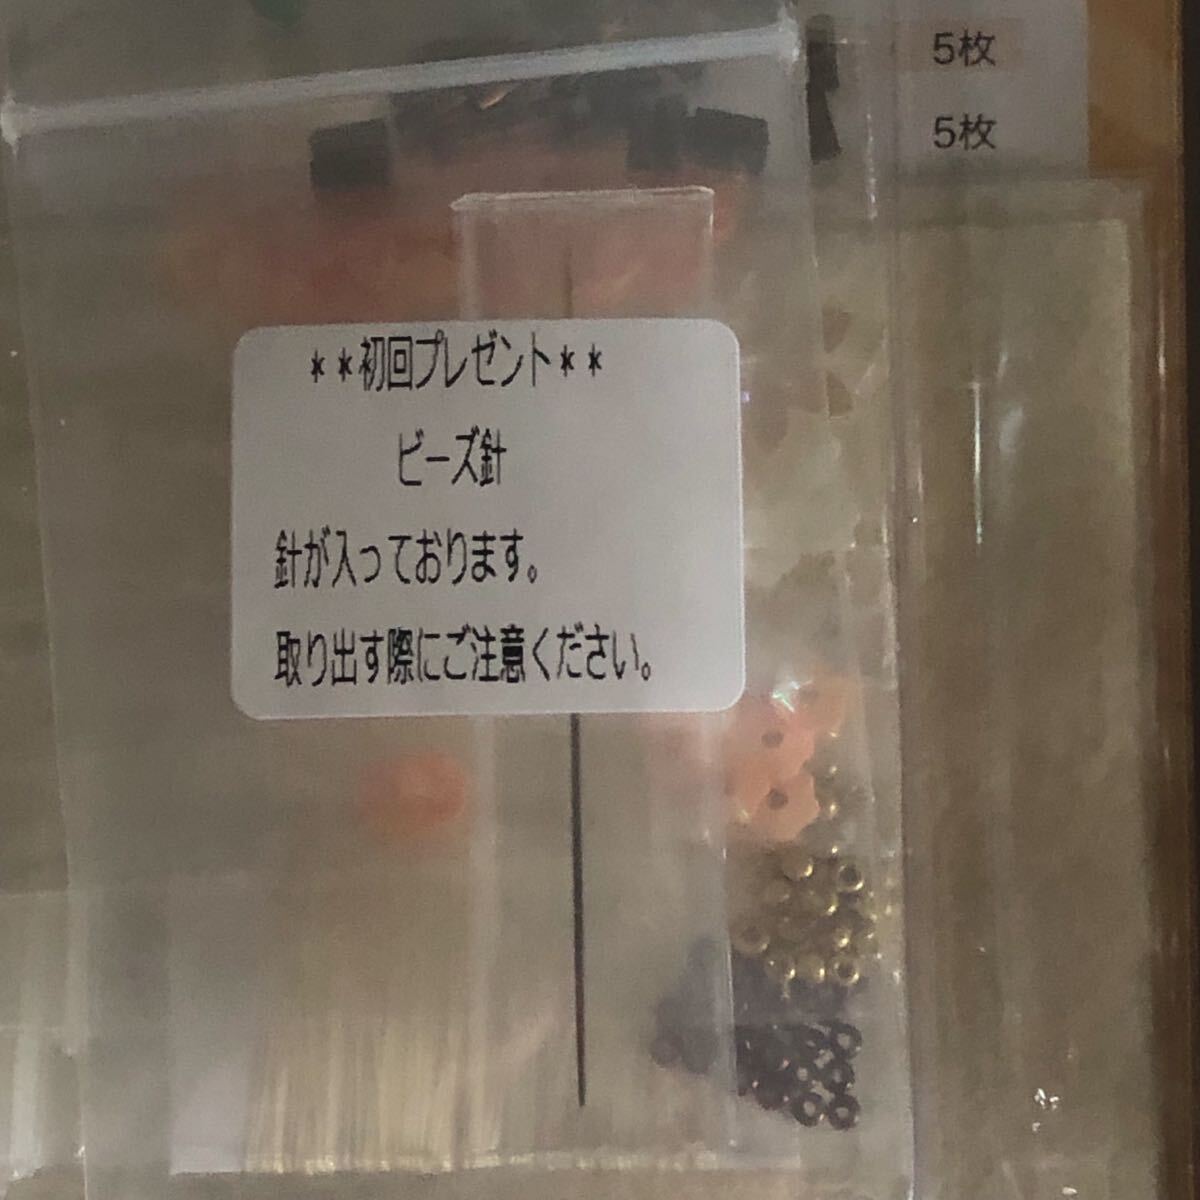 5枚
5枚
**初回プレゼント**
ビーズ針
針が入っております。
取り出す際にご注意ください。